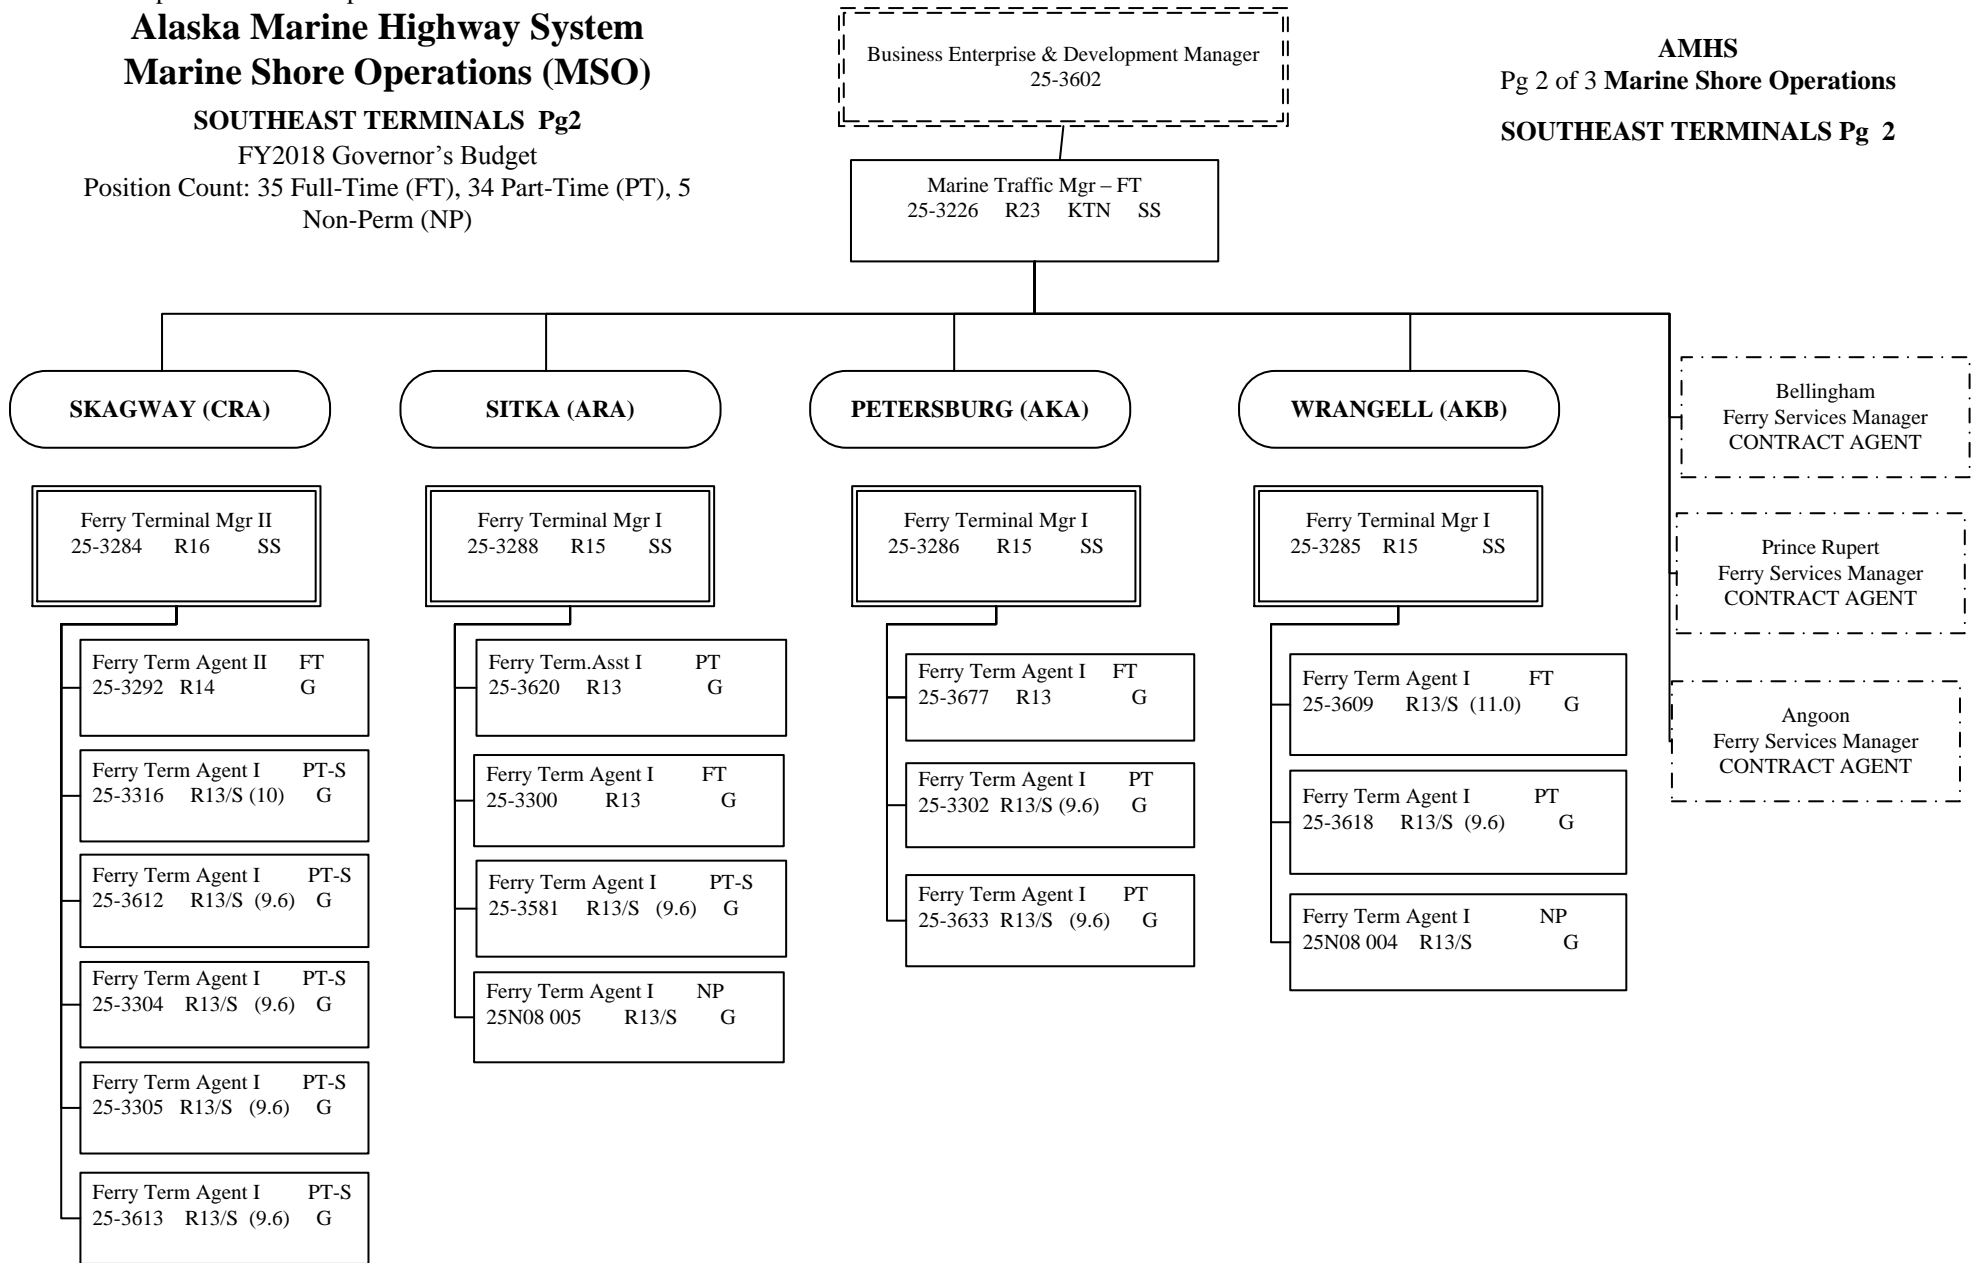 Alaska Marine Highway System
Marine Shore Operations (MSO)
SOUTHEAST TERMINALS Pg2
FY2018 Governor’s Budget
Position Count: 35 Full-Time (FT), 34 Part-Time (PT), 5
Non-Perm (NP)
Business Enterprise & Development Manager
25-3602
AMHS
Pg 2 of 3 Marine Shore Operations
SOUTHEAST TERMINALS Pg 2
Marine Traffic Mgr – FT
25-3226 R23 KTN SS
SKAGWAY (CRA)
Ferry Terminal Mgr II
25-3284 R16 SS
Ferry Term Agent II FT
25-3292 R14 G
Ferry Term Agent I PT-S
25-3316 R13/S (10) G
Ferry Term Agent I PT-S
25-3612 R13/S (9.6) G
Ferry Term Agent I PT-S
25-3304 R13/S (9.6) G
Ferry Term Agent I PT-S
25-3305 R13/S (9.6) G
Ferry Term Agent I PT-S
25-3613 R13/S (9.6) G
SITKA (ARA)
Ferry Terminal Mgr I
25-3288 R15 SS
Ferry Term.Asst I PT
25-3620 R13 G
Ferry Term Agent I FT
25-3300 R13 G
Ferry Term Agent I PT-S
25-3581 R13/S (9.6) G
Ferry Term Agent I NP
25N08 005 R13/S G
PETERSBURG (AKA)
Ferry Terminal Mgr I
25-3286 R15 SS
Ferry Term Agent I FT
25-3677 R13 G
Ferry Term Agent I PT
25-3302 R13/S (9.6) G
Ferry Term Agent I PT
25-3633 R13/S (9.6) G
WRANGELL (AKB)
Ferry Terminal Mgr I
25-3285 R15 SS
Ferry Term Agent I FT
25-3609 R13/S (11.0) G
Ferry Term Agent I PT
25-3618 R13/S (9.6) G
Ferry Term Agent I NP
25N08 004 R13/S G
Bellingham
Ferry Services Manager
CONTRACT AGENT
Prince Rupert
Ferry Services Manager
CONTRACT AGENT
Angoon
Ferry Services Manager
CONTRACT AGENT